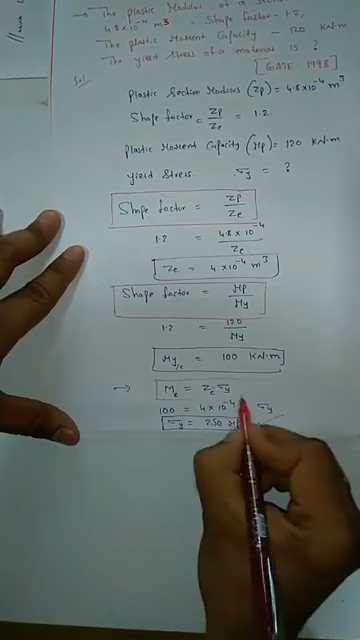 → The plastic Modulus of a
4.8×10⁻⁴ m³ - Shape factor - 1.2,
The plastic Moment Capacity - 120 kN.m
The yield Stress of a material is ?
[GATE: 1998]
Sol:
plastic Section Modulus (Zp) = 4.8×10⁻⁴ m³
Shape factor = Zp/Ze = 1.2
plastic Moment Capacity (Mp) = 120 kN.m
yield Stress σy = ?
Shape factor = Zp/Ze
1.2 = 4.8×10⁻⁴/Ze
Ze = 4×10⁻⁴ m³
Shape factor = Mp/My
1.2 = 120/My
My/e = 100 kN.m
→ Me = Ze σy
100 = 4×10⁻⁴ σy
σy = 250